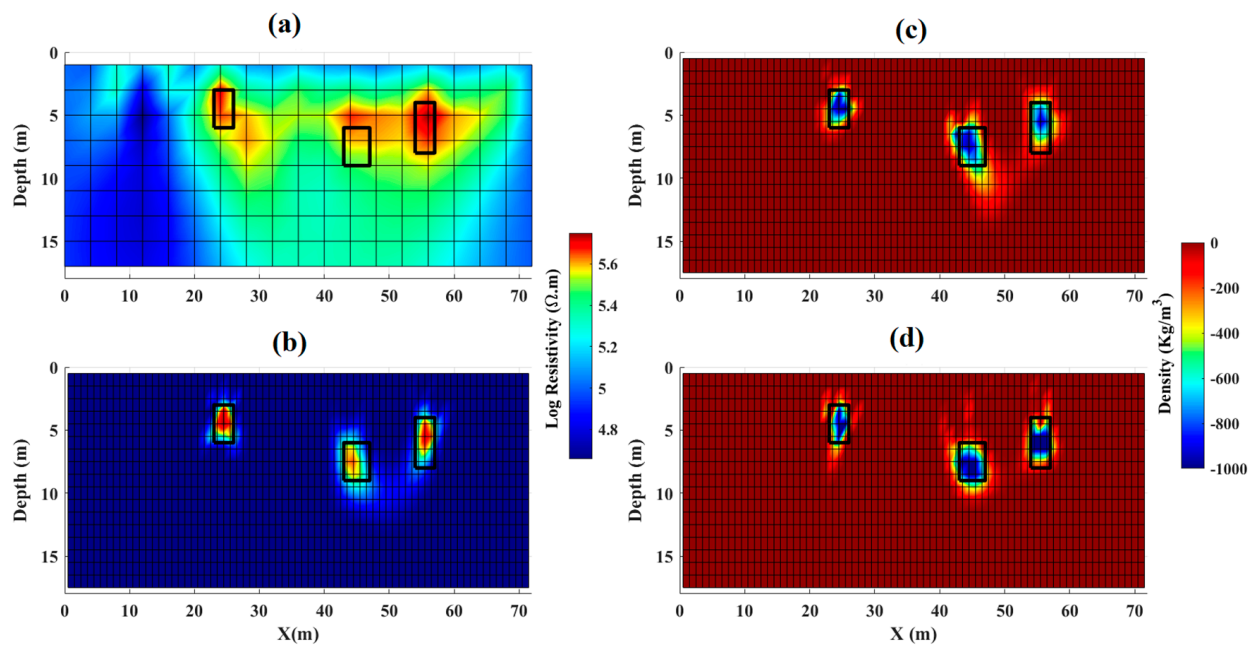 (a)
0
5
10
15
Depth (m)
0 10 20 30 40 50 60 70
(b)
0
5
10
15
Depth (m)
0 10 20 30 40 50 60 70
X(m)
5.6
5.4
5.2
5
4.8
Log Resistivity (Ω.m)
(c)
0
5
10
15
Depth (m)
0 10 20 30 40 50 60 70
(d)
0
5
10
15
Depth (m)
0 10 20 30 40 50 60 70
X (m)
0
-200
-400
-600
-800
-1000
Density (Kg/m³)